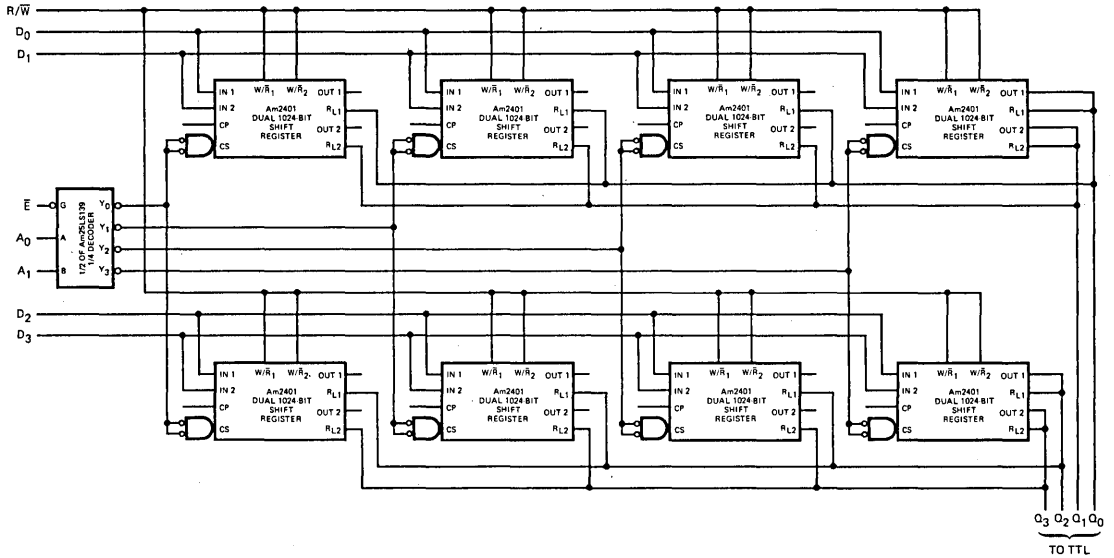 R/W̅
D0
D1
IN 1
W/R̅1
W/R̅2
OUT 1
IN 2
Am2401
DUAL 1024-BIT
SHIFT
REGISTER
RL1
CP
OUT 2
CS
RL2
IN 1
W/R̅1
W/R̅2
OUT 1
IN 2
Am2401
DUAL 1024-BIT
SHIFT
REGISTER
RL1
CP
OUT 2
CS
RL2
IN 1
W/R̅1
W/R̅2
OUT 1
IN 2
Am2401
DUAL 1024-BIT
SHIFT
REGISTER
RL1
CP
OUT 2
CS
RL2
IN 1
W/R̅1
W/R̅2
OUT 1
IN 2
Am2401
DUAL 1024-BIT
SHIFT
REGISTER
RL1
CP
OUT 2
CS
RL2
E̅
A0
A1
G
A
B
1/2 OF Am25LS139
1/4 DECODER
Y0
Y1
Y2
Y3
D2
D3
IN 1
W/R̅1
W/R̅2.
OUT 1
IN 2
Am2401
DUAL 1024-BIT
SHIFT
REGISTER
RL1
CP
OUT 2
CS
RL2
IN 1
W/R̅1
W/R̅2
OUT 1
IN 2
Am2401
DUAL 1024-BIT
SHIFT
REGISTER
RL1
CP
OUT 2
CS
RL2
IN 1
W/R̅1
W/R̅2
OUT 1
IN 2
Am2401
DUAL 1024-BIT
SHIFT
REGISTER
RL1
CP
OUT 2
CS
RL2
IN 1
W/R̅1
W/R̅2
OUT 1
IN 2
Am2401
DUAL 1024-BIT
SHIFT
REGISTER
RL1
CP
OUT 2
CS
RL2
Q3 Q2 Q1 Q0
TO TTL